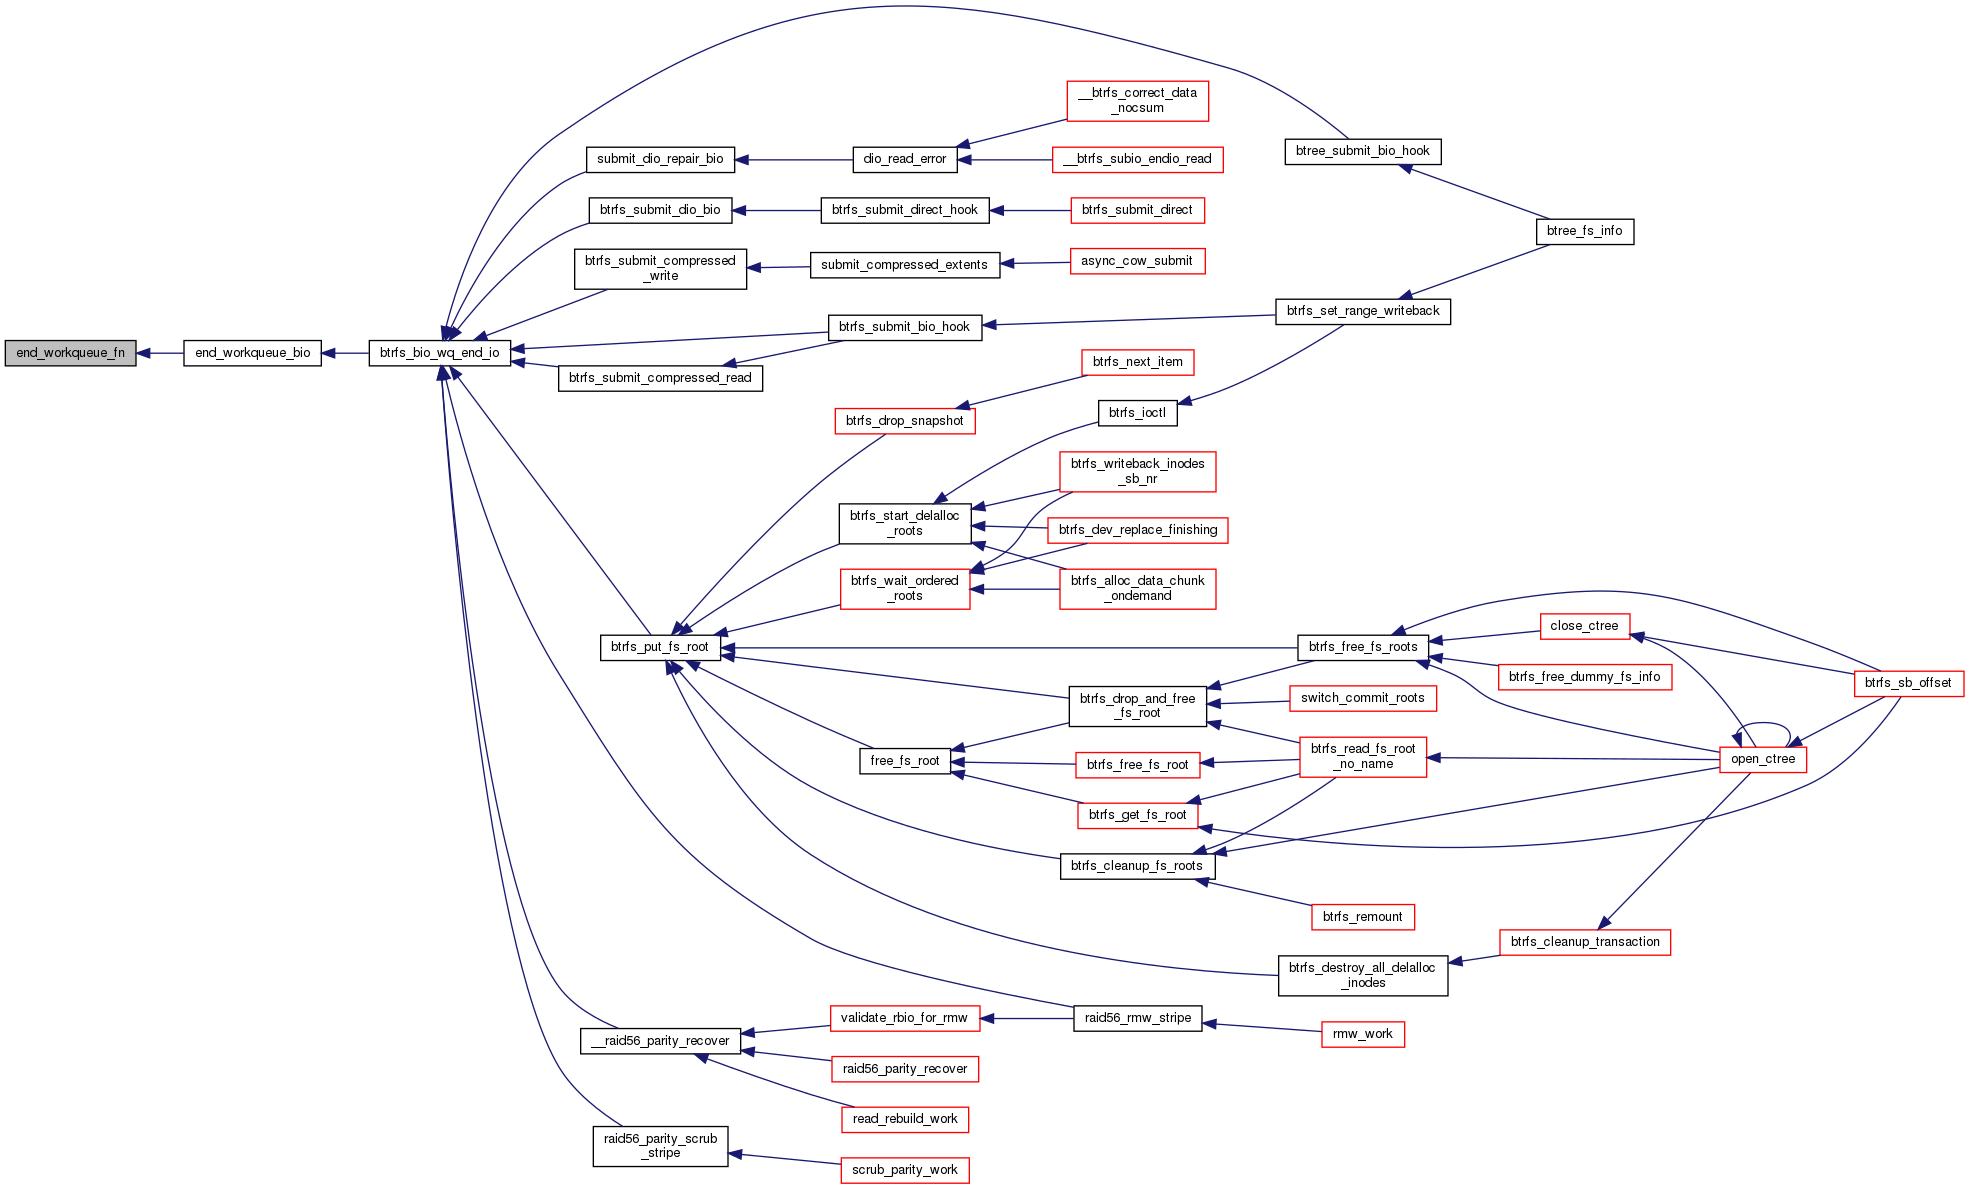 __btrfs_correct_data
_nocsum
submit_dio_repair_bio
dio_read_error
__btrfs_subio_endio_read
btree_submit_bio_hook
btrfs_submit_dio_bio
btrfs_submit_direct_hook
btrfs_submit_direct
btree_fs_info
btrfs_submit_compressed
_write
submit_compressed_extents
async_cow_submit
btrfs_set_range_writeback
btrfs_submit_bio_hook
end_workqueue_fn
end_workqueue_bio
btrfs_bio_wq_end_io
btrfs_submit_compressed_read
btrfs_next_item
btrfs_drop_snapshot
btrfs_ioctl
btrfs_writeback_inodes
_sb_nr
btrfs_start_delalloc
_roots
btrfs_dev_replace_finishing
btrfs_wait_ordered
_roots
btrfs_alloc_data_chunk
_ondemand
btrfs_put_fs_root
btrfs_free_fs_roots
close_ctree
btrfs_free_dummy_fs_info
btrfs_sb_offset
btrfs_drop_and_free
_fs_root
switch_commit_roots
free_fs_root
btrfs_free_fs_root
btrfs_read_fs_root
_no_name
open_ctree
btrfs_get_fs_root
btrfs_cleanup_fs_roots
btrfs_remount
btrfs_cleanup_transaction
btrfs_destroy_all_delalloc
_inodes
validate_rbio_for_rmw
raid56_rmw_stripe
rmw_work
__raid56_parity_recover
raid56_parity_recover
read_rebuild_work
raid56_parity_scrub
_stripe
scrub_parity_work